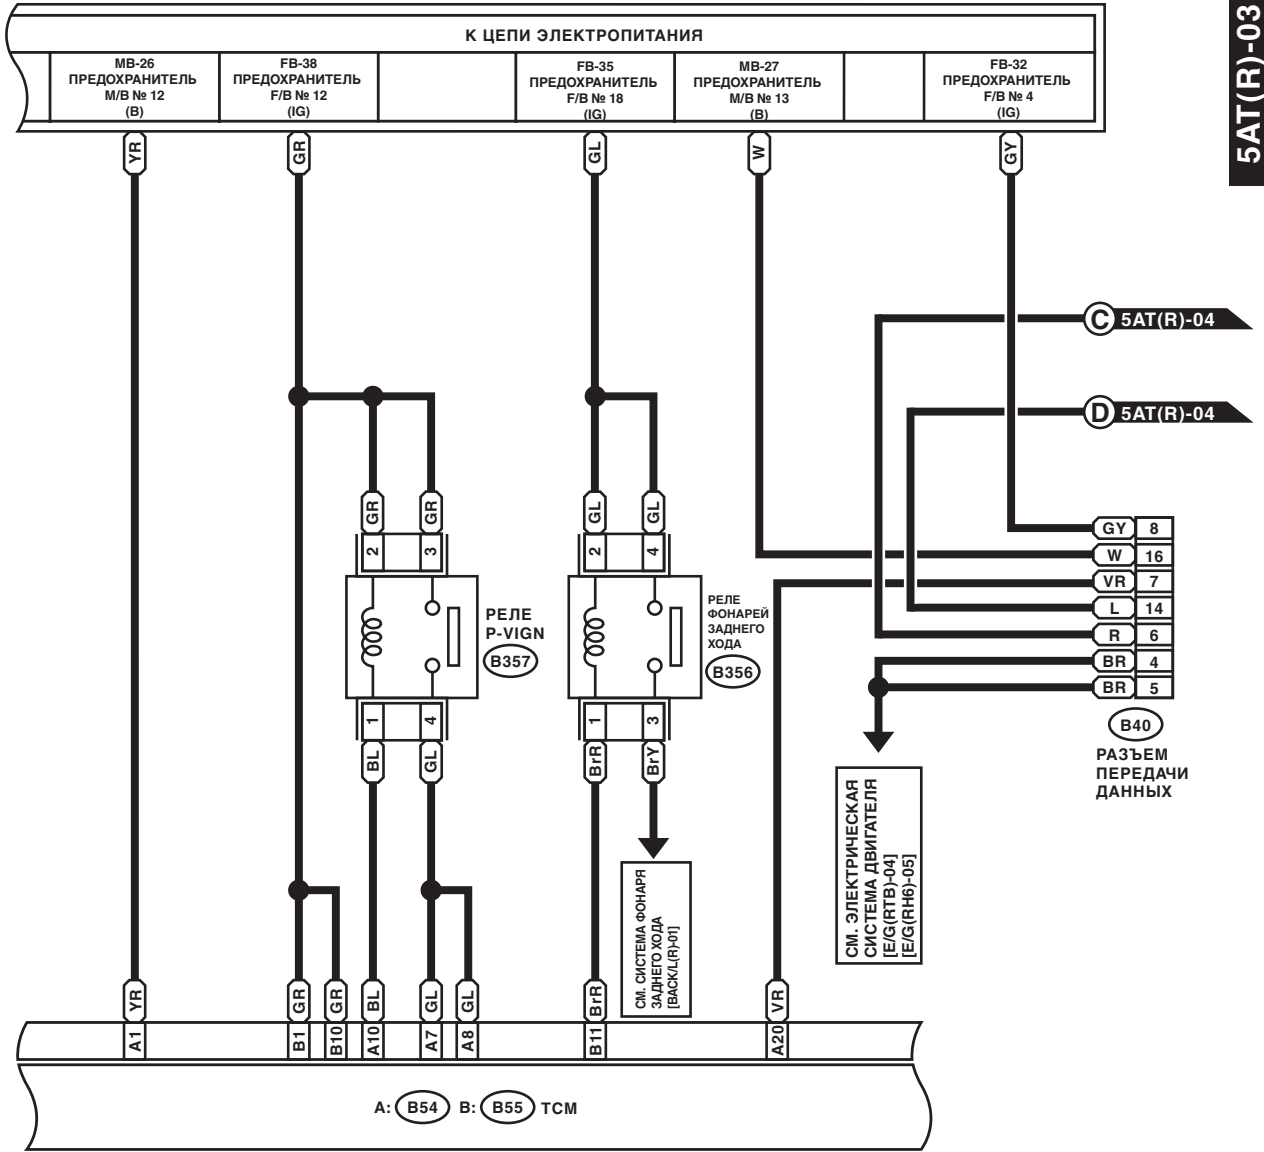 5AT(R)-03
К ЦЕПИ ЭЛЕКТРОПИТАНИЯ
MB-26
ПРЕДОХРАНИТЕЛЬ
M/B № 12
(B)
FB-38
ПРЕДОХРАНИТЕЛЬ
F/B № 12
(IG)
FB-35
ПРЕДОХРАНИТЕЛЬ
F/B № 18
(IG)
MB-27
ПРЕДОХРАНИТЕЛЬ
M/B № 13
(B)
FB-32
ПРЕДОХРАНИТЕЛЬ
F/B № 4
(IG)
YR
GR
GL
W
GY
C 5AT(R)-04
D 5AT(R)-04
GR
GR
GL
GL
2
3
2
4
GY 8
W 16
VR 7
L 14
R 6
BR 4
BR 5
B40
РАЗЪЕМ
ПЕРЕДАЧИ
ДАННЫХ
РЕЛЕ
P-VIGN
B357
РЕЛЕ
ФОНАРЕЙ
ЗАДНЕГО
ХОДА
B356
1
4
1
3
BL
GL
BrR
BrY
СМ. ЭЛЕКТРИЧЕСКАЯ
СИСТЕМА ДВИГАТЕЛЯ
[E/G(RTB)-04]
[E/G(RH6)-05]
СМ. СИСТЕМА ФОНАРЯ
ЗАДНЕГО ХОДА
[BACK/L(R)-01]
YR
GR
GR
BL
GL
GL
BrR
VR
A1
B1
B10
A10
A7
A8
B11
A20
A: B54 B: B55 TCM